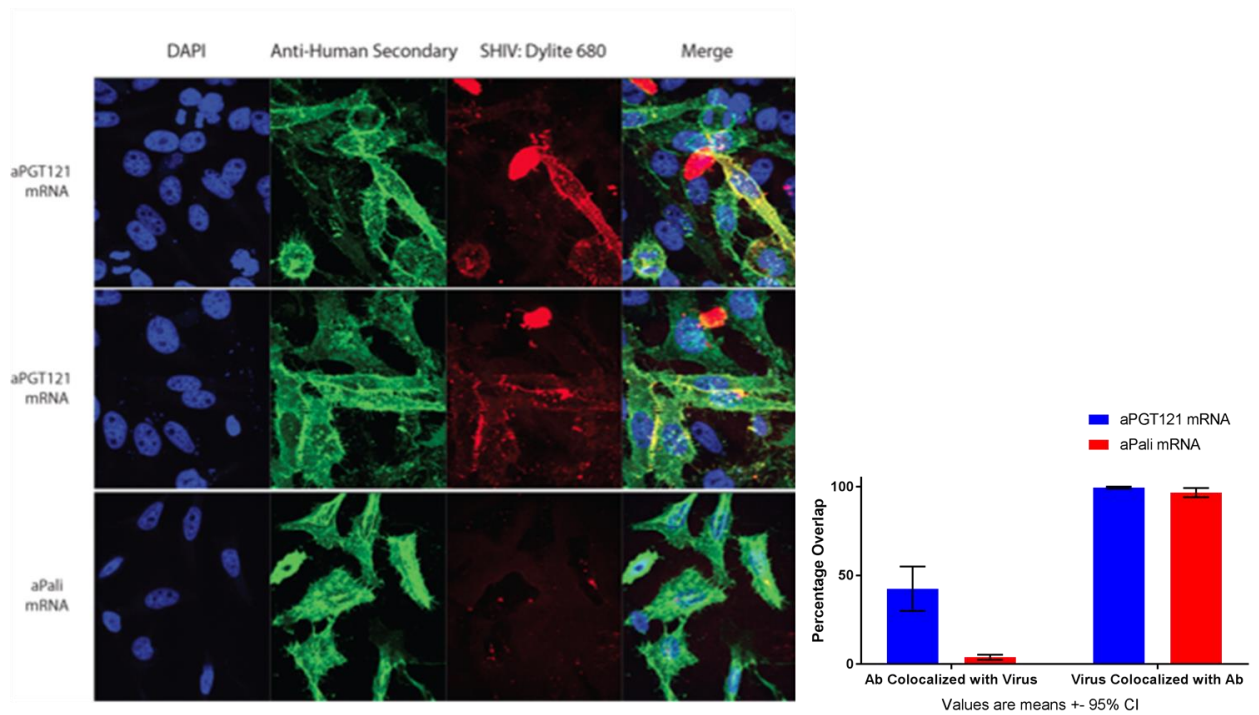 DAPI Anti-Human Secondary SHIV: Dylite 680 Merge
aPGT121
mRNA
aPGT121
mRNA
aPali
mRNA
aPGT121 mRNA
aPali mRNA
Percentage Overlap
100
50
0
Ab Colocalized with Virus Virus Colocalized with Ab
Values are means +- 95% CI